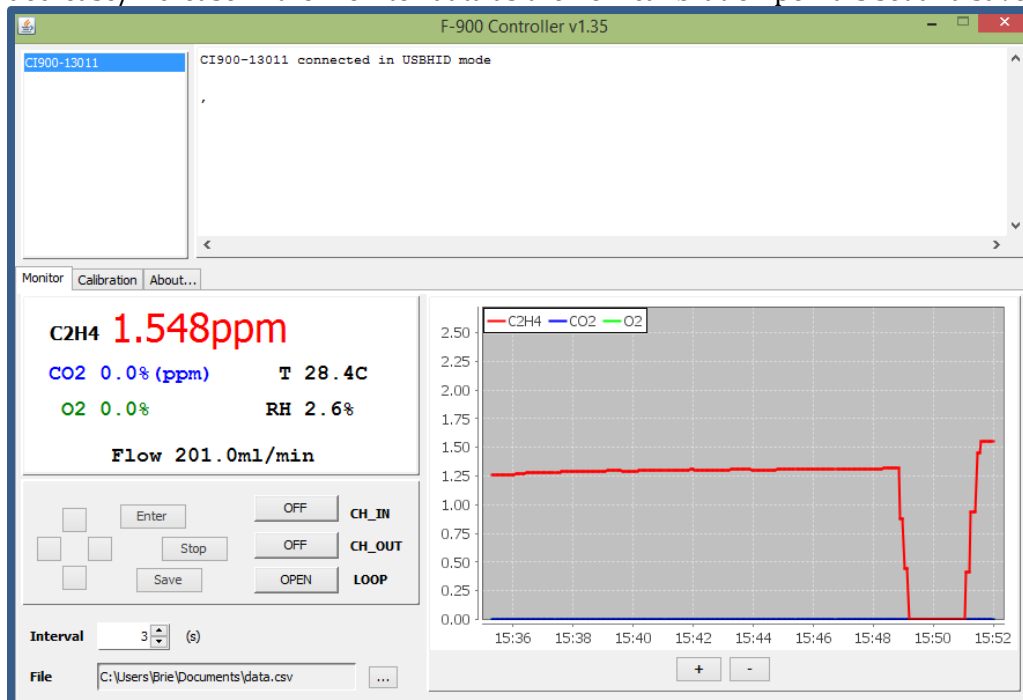 F-900 Controller v1.35
CI900-13011
CI900-13011 connected in USBHID mode
,
Monitor Calibration About...
C2H4 1.548ppm
CO2 0.0%(ppm) T 28.4C
O2 0.0% RH 2.6%
Flow 201.0ml/min
Enter
Stop
Save
OFF CH_IN
OFF CH_OUT
OPEN LOOP
Interval 3 (s)
File C:\Users\Brie\Documents\data.csv ...
C2H4 CO2 O2
2.50
2.25
2.00
1.75
1.50
1.25
1.00
0.75
0.50
0.25
0.00
15:36 15:38 15:40 15:42 15:44 15:46 15:48 15:50 15:52
+ -